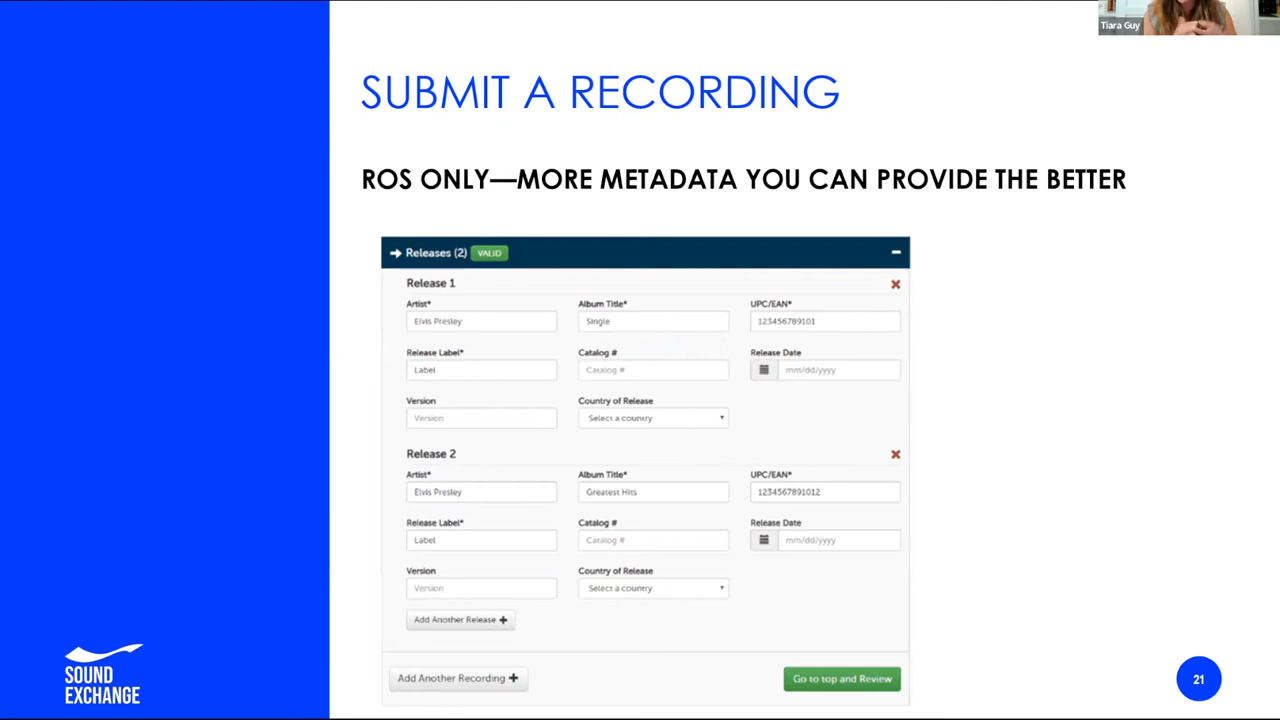 Tiara Guy
SUBMIT A RECORDING
ROS ONLY—MORE METADATA YOU CAN PROVIDE THE BETTER
Releases (2) VALID
Release 1
Artist* Album Title* UPC/EAN*
Elvis Presley Single 123456789101
Release Label* Catalog # Release Date
Label Catalog # mm/dd/yyyy
Version Country of Release
Version Select a country
Release 2
Artist* Album Title* UPC/EAN*
Elvis Presley Greatest Hits 1234567891012
Release Label* Catalog # Release Date
Label Catalog # mm/dd/yyyy
Version Country of Release
Version Select a country
Add Another Release +
Add Another Recording +
Go to top and Review
SOUND
EXCHANGE
21